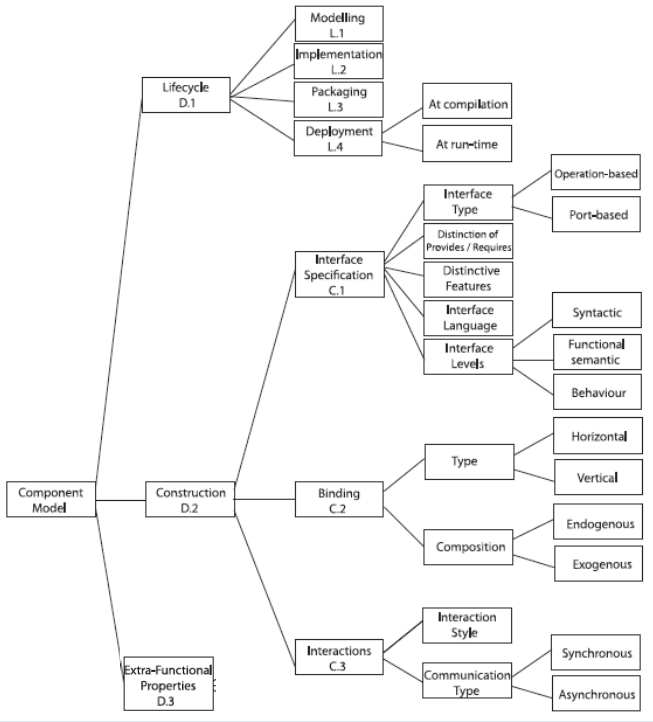 Modelling
L.1
Implementation
L.2
Lifecycle
D.1
Packaging
L.3
At compilation
Deployment
L.4
At run-time
Operation-based
Interface
Type
Port-based
Distinction of
Provides / Requires
Interface
Specification
C.1
Distinctive
Features
Interface
Language
Syntactic
Interface
Levels
Functional
semantic
Behaviour
Horizontal
Type
Vertical
Component
Model
Construction
D.2
Binding
C.2
Endogenous
Composition
Exogenous
Interaction
Style
Interactions
C.3
Synchronous
Communication
Type
Asynchronous
Extra-Functional
Properties
D.3